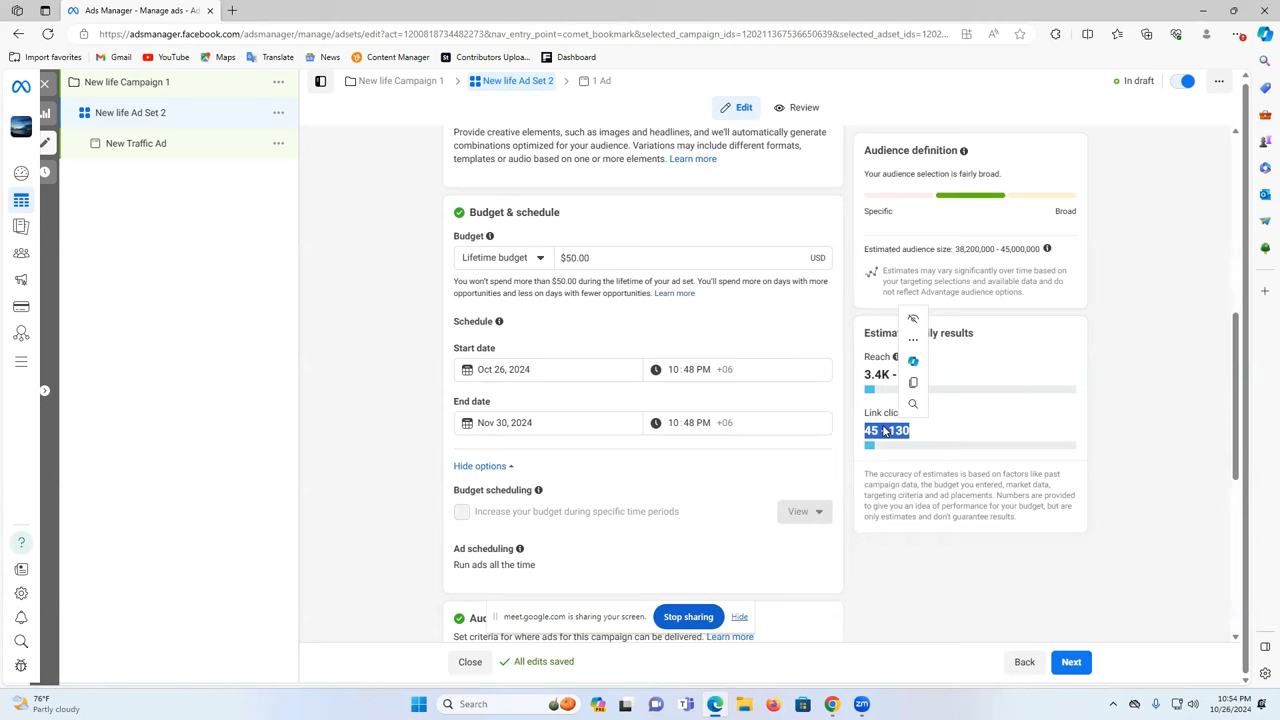 Ads Manager - Manage ads - Ads
https://adsmanager.facebook.com/manage/adsets/edit?act=1200818734482273&nav_entry_point=comet_bookmark&selected_campaign_ids=120211367536650639&selected_adset_ids=1202...
Import favorites
Gmail
YouTube
Maps
Translate
News
Content Manager
Stock Contributors Up...
Dashboard
New life Campaign 1
New life Ad Set 2
New Traffic Ad
New life Campaign 1
New life Ad Set 2
1 Ad
In draft
Edit
Review
Provide creative elements, such as images and headlines, and we'll automatically generate
combinations optimized for your audience. Variations may include different formats,
templates or audio based on one or more elements. Learn more
Budget & schedule
Budget
Lifetime budget
$50.00
USD
You won't spend more than $50.00 during the lifetime of your ad set. You'll spend more on days with more
opportunities and less on days with fewer opportunities. Learn more
Schedule
Start date
Oct 26, 2024
10:48 PM +06
End date
Nov 30, 2024
10:48 PM +06
Hide options
Budget scheduling
Increase your budget during specific time periods
View
Ad scheduling
Run ads all the time
Set criteria for where ads for this campaign can be delivered. Learn more
meet.google.com is sharing your screen.
Stop sharing
Hide
Close
All edits saved
Back
Next
Audience definition
Your audience selection is fairly broad.
Specific
Broad
Estimated audience size: 38,200,000 - 45,000,000
Estimates may vary significantly over time based on
your targeting selections and available data and do
not reflect Advantage audience options.
results
Reach
3.4K -
Link
45 - 130
The accuracy of estimates is based on factors like past
campaign data, the budget you entered, market data,
targeting criteria and ad placements. Numbers are provided
to give you an idea of performance for your budget, but are
only estimates and don't guarantee results.
76°F
Partly cloudy
Search
10:54 PM
10/26/2024